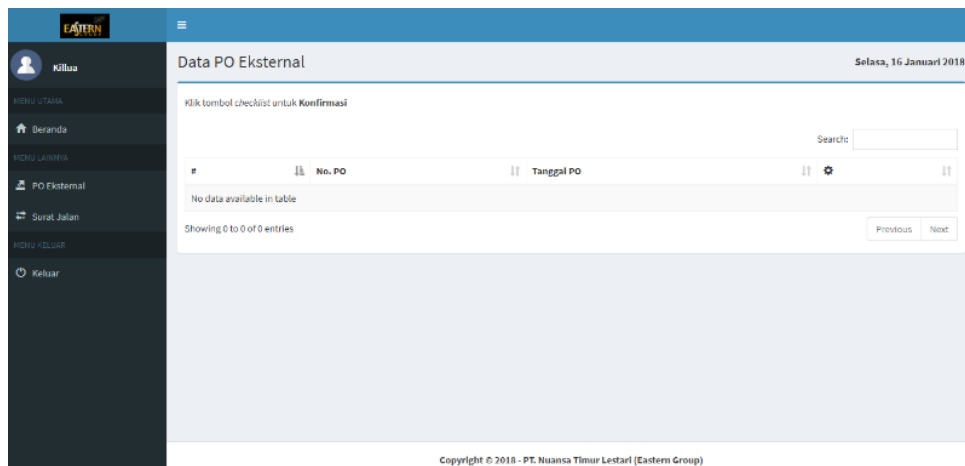 EASTERN
Killua
MENU UTAMA
Beranda
MENU LAINNYA
PO Eksternal
Surat Jalan
MENU KELUAR
Keluar
Data PO Eksternal
Selasa, 16 Januari 2018
Klik tombol checklist untuk Konfirmasi
Search:
# No. PO Tanggal PO
No data available in table
Showing 0 to 0 of 0 entries
Previous Next
Copyright © 2018 - PT. Nuansa Timur Lestari (Eastern Group)